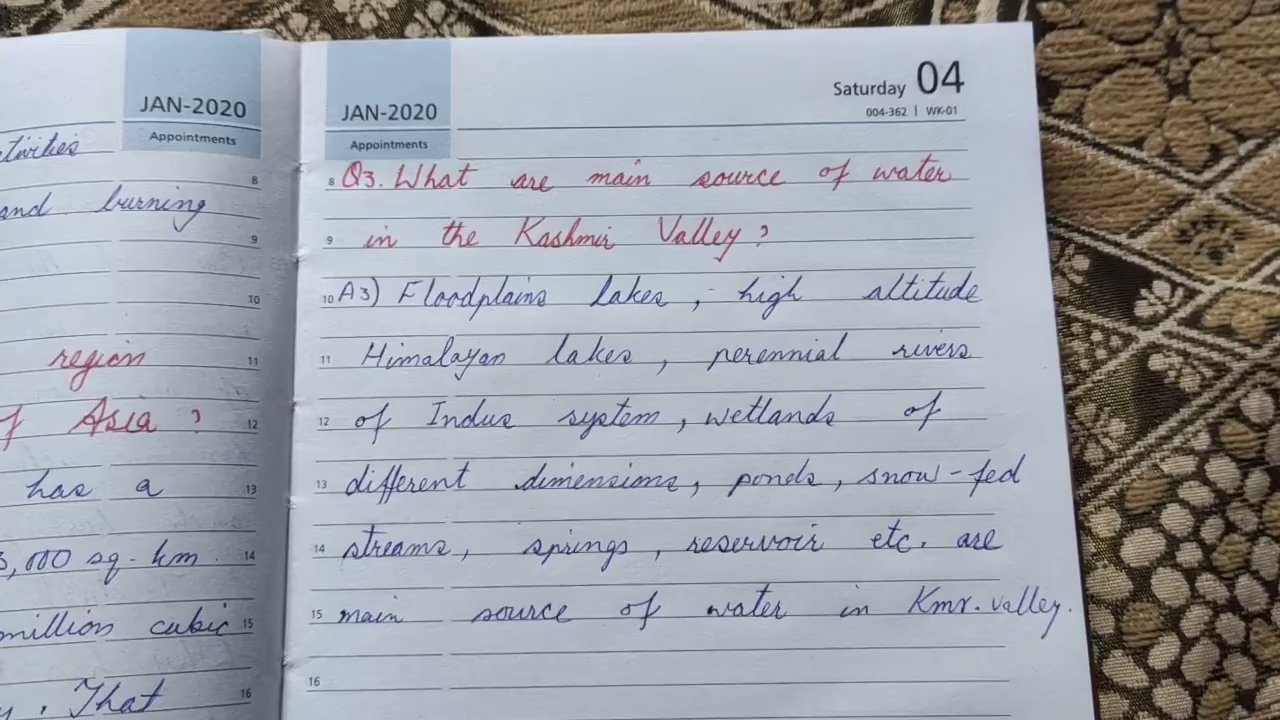 JAN-2020
Appointments
tivities
8
and burning
9
10
region
11
of Asia ?
12
has a
13
3,000 sq. km
14
million cubic
15
. That
16
JAN-2020
Appointments
Saturday 04
004-362 | WK-01
8 Q3. What are main source of water
9 in the Kashmir Valley ?
10 A3) Floodplains lakes, high altitude
11 Himalayan lakes, perennial rivers
12 of Indus system, wetlands of
13 different dimensions, ponds, snow-fed
14 streams, springs, reservoir etc. are
15 main source of water in Kmr. valley.
16